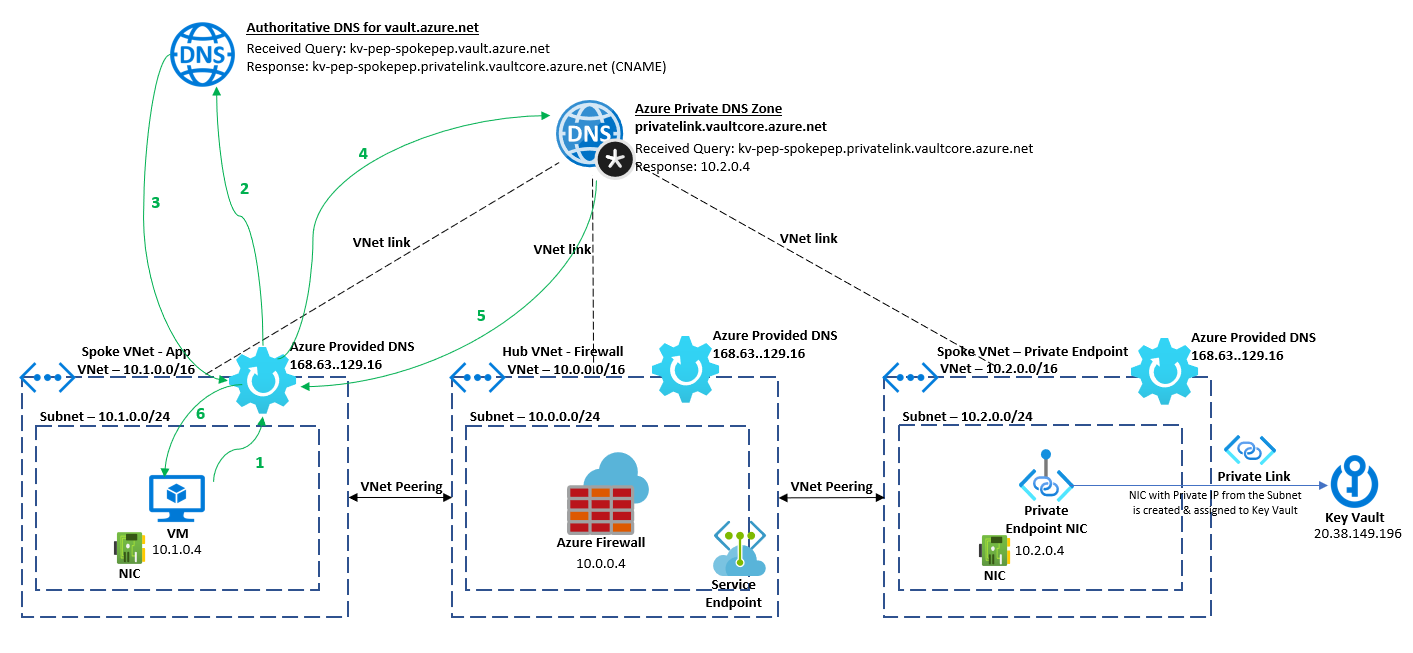 Authoritative DNS for vault.azure.net
Received Query: kv-pep-spokepep.vault.azure.net
Response: kv-pep-spokepep.privatelink.vaultcore.azure.net (CNAME)
DNS
Azure Private DNS Zone
privatelink.vaultcore.azure.net
Received Query: kv-pep-spokepep.privatelink.vaultcore.azure.net
Response: 10.2.0.4
DNS
4
2
3
VNet link
VNet link
VNet link
5
Spoke VNet - App
VNet – 10.1.0.0/16
Azure Provided DNS
168.63..129.16
Subnet – 10.1.0.0/24
6
1
VM
10.1.0.4
NIC
VNet Peering
Hub VNet - Firewall
VNet – 10.0.0.0/16
Azure Provided DNS
168.63..129.16
Subnet – 10.0.0.0/24
Azure Firewall
10.0.0.4
Service
Endpoint
VNet Peering
Spoke VNet – Private Endpoint
VNet – 10.2.0.0/16
Azure Provided DNS
168.63..129.16
Subnet – 10.2.0.0/24
Private
Endpoint NIC
10.2.0.4
NIC
Private Link
NIC with Private IP from the Subnet
is created & assigned to Key Vault
Key Vault
20.38.149.196